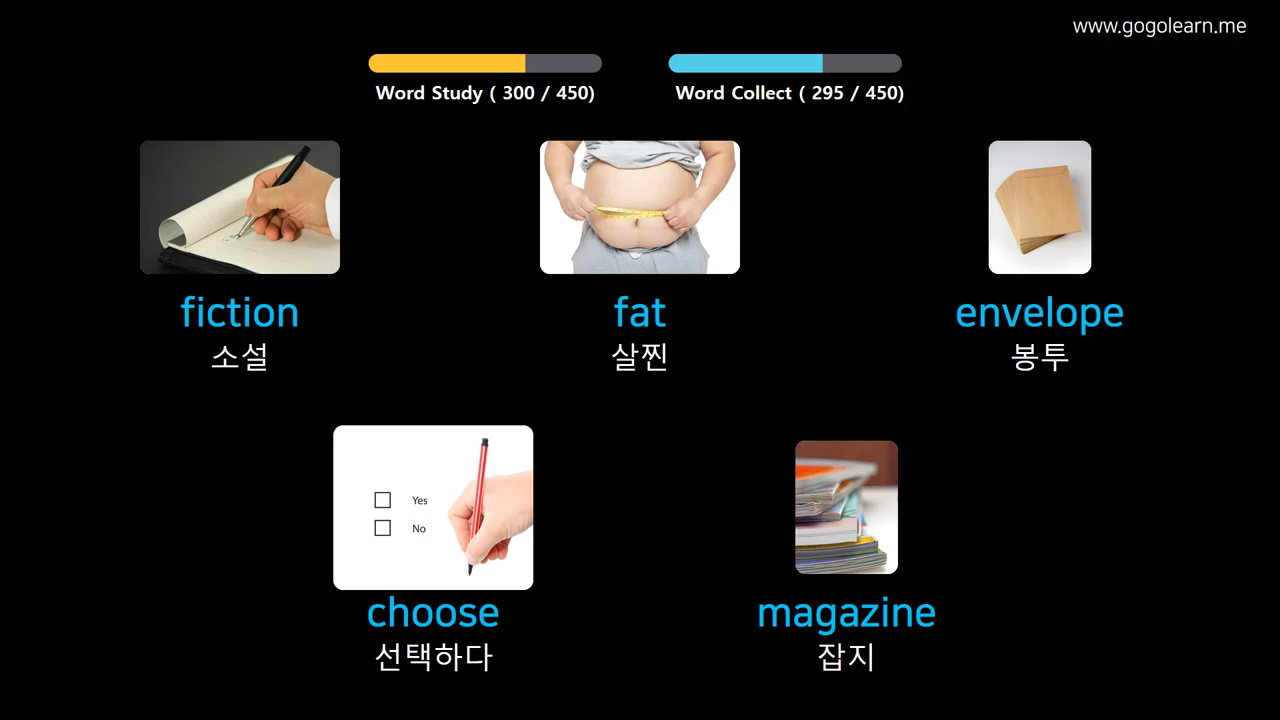 www.gogolearn.me
Word Study ( 300 / 450)
Word Collect ( 295 / 450)
fiction
소설
fat
살찐
envelope
봉투
Yes
No
choose
선택하다
magazine
잡지